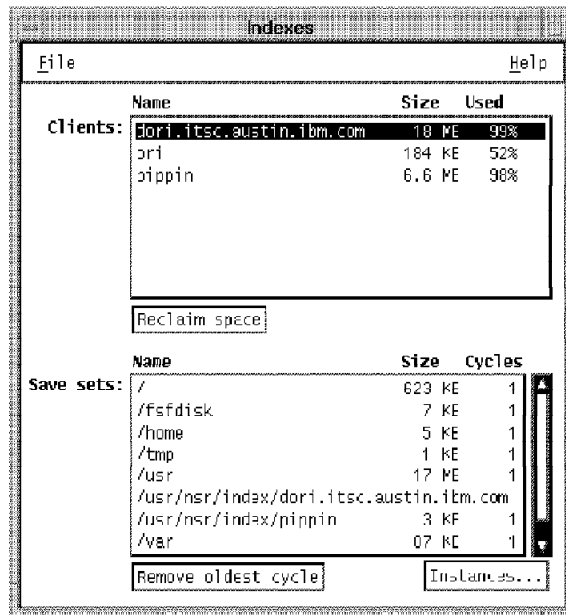 Indexes
File Help
Name Size Used
Clients: dori.itsc.austin.ibm.com 18 MB 99%
ori 184 KB 52%
pippin 6.6 MB 98%
Reclaim space
Name Size Cycles
Save sets: / 623 KB 1
/fsfdisk 7 KB 1
/home 5 KB 1
/tmp 1 KB 1
/usr 17 MB 1
/usr/nsr/index/dori.itsc.austin.ibm.com
/usr/nsr/index/pippin 3 KB 1
/var KB 1
Remove oldest cycle Instances...